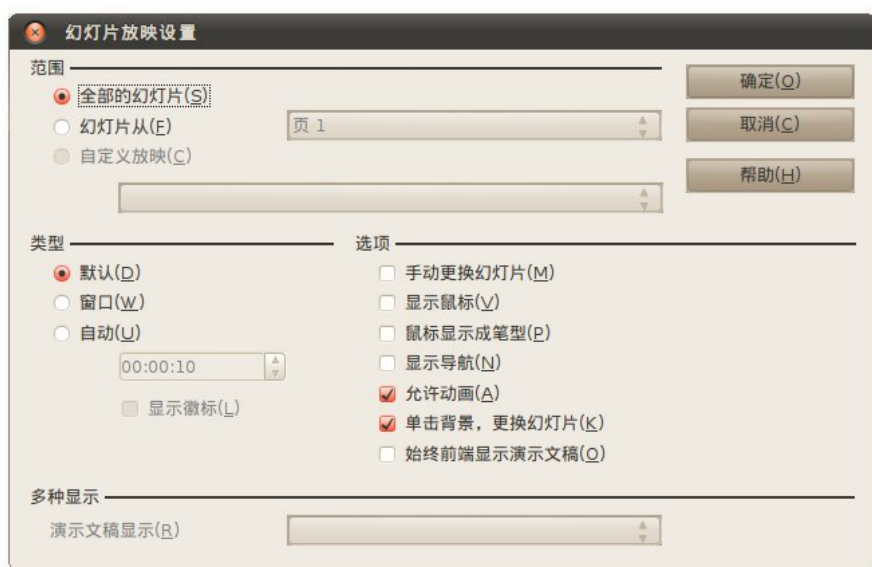 幻灯片放映设置
范围
全部的幻灯片(S)
确定(O)
幻灯片从(F)
页 1
取消(C)
自定义放映(C)
帮助(H)
类型
选项
默认(D)
手动更换幻灯片(M)
窗口(W)
显示鼠标(V)
自动(U)
鼠标显示成笔型(P)
00:00:10
显示导航(N)
允许动画(A)
显示徽标(L)
单击背景，更换幻灯片(K)
始终前端显示演示文稿(O)
多种显示
演示文稿显示(R)